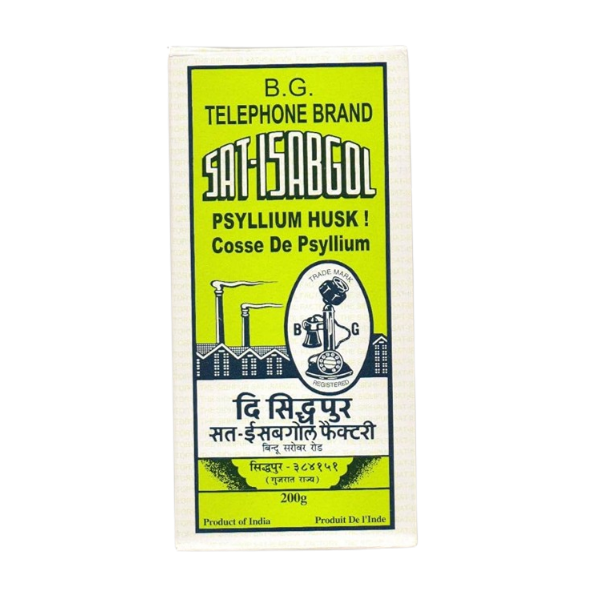 B.G.
TELEPHONE BRAND
SAT-ISABGOL
PSYLLIUM HUSK !
Cosse De Psyllium
TRADE MARK
B G
REGISTERED
दि सिद्धपुर
सत-ईसबगोल फैक्टरी
बिन्दू सरोवर रोड
सिद्धपुर - ३८४१५१
(गुजरात राज्य)
200g
Product of India Produit De l'Inde